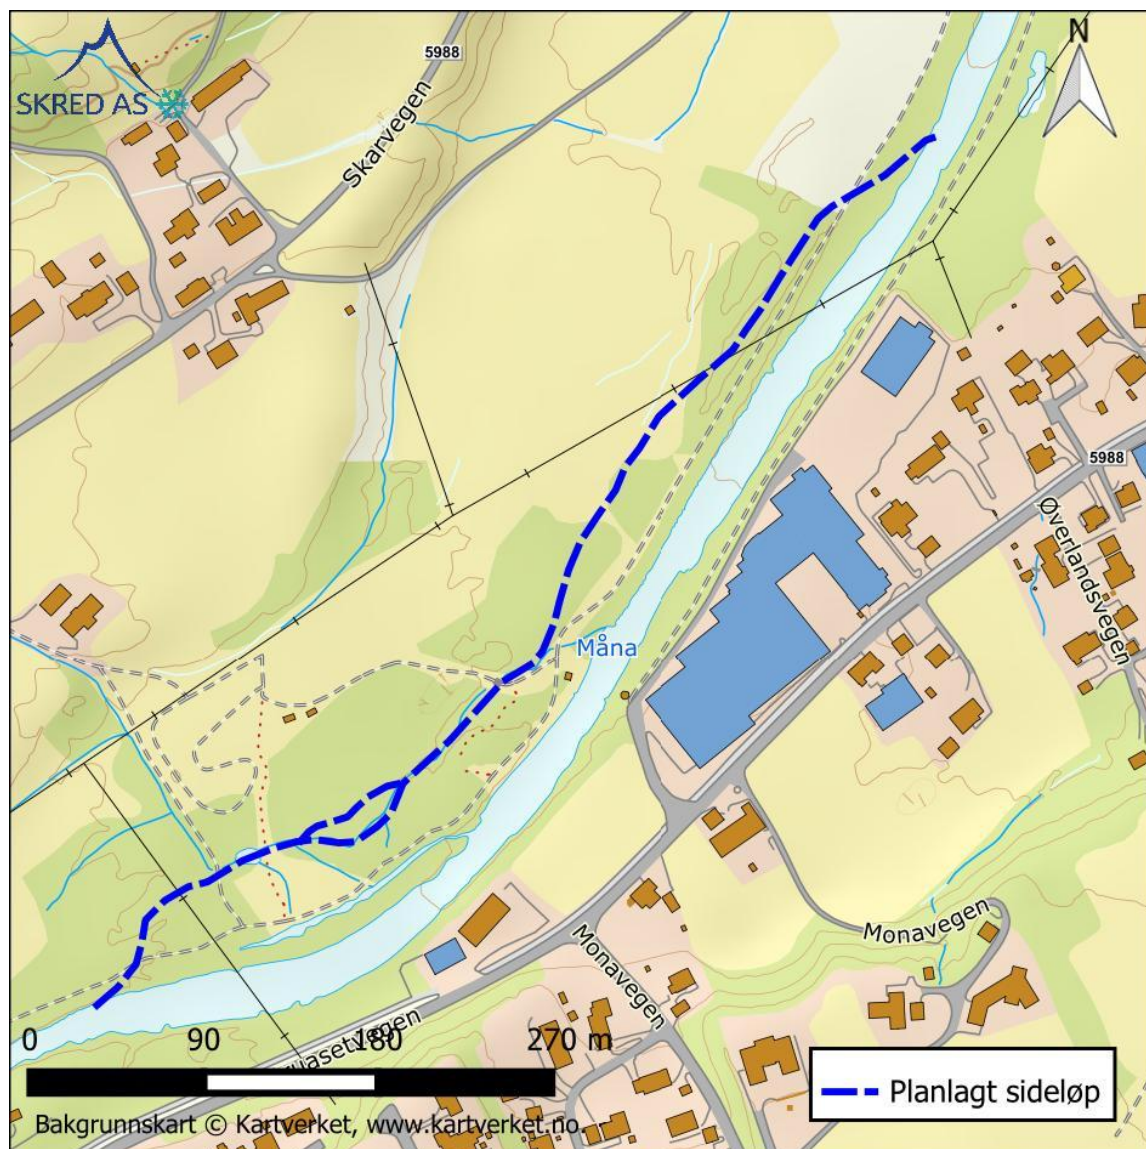 N
5988
SKRED AS
Skarvegen
5988
Øverlandsvegen
Måna
Monavegen
Monavegen
0 90 180 270 m
Planlagt sideløp
Bakgrunnskart © Kartverket, www.kartverket.no.